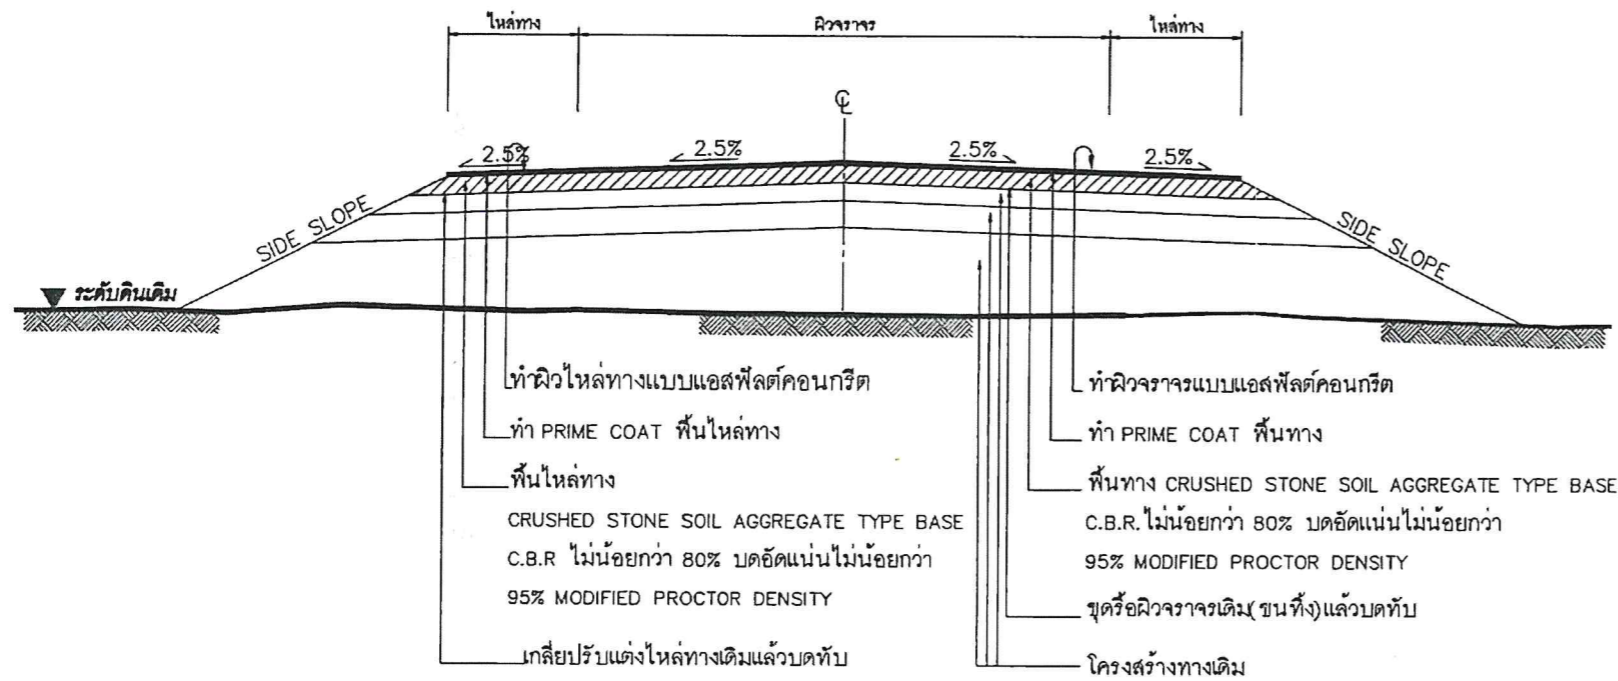 ไหล่ทาง
ผิวจราจร
ไหล่ทาง
℄
2.5%
2.5%
2.5%
2.5%
SIDE SLOPE
SIDE SLOPE
ระดับดินเดิม
ทำผิวไหล่ทางแบบแอสฟัลต์คอนกรีต
ทำ PRIME COAT พื้นไหล่ทาง
พื้นไหล่ทาง
CRUSHED STONE SOIL AGGREGATE TYPE BASE
C.B.R ไม่น้อยกว่า 80% บดอัดแน่นไม่น้อยกว่า
95% MODIFIED PROCTOR DENSITY
เกลี่ยปรับแต่งไหล่ทางเดิมแล้วบดทับ
ทำผิวจราจรแบบแอสฟัลต์คอนกรีต
ทำ PRIME COAT พื้นทาง
พื้นทาง CRUSHED STONE SOIL AGGREGATE TYPE BASE
C.B.R. ไม่น้อยกว่า 80% บดอัดแน่นไม่น้อยกว่า
95% MODIFIED PROCTOR DENSITY
ขุดรื้อผิวจราจรเดิม(ขนทิ้ง)แล้วบดทับ
โครงสร้างทางเดิม